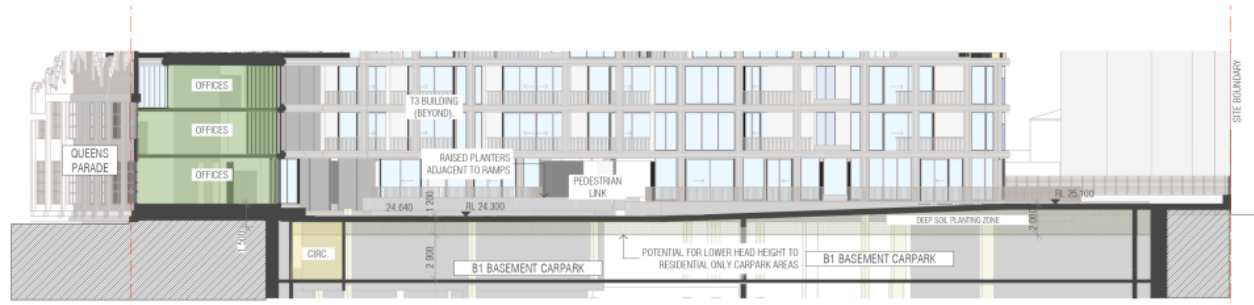 OFFICES
OFFICES
OFFICES
QUEENS
PARADE
T3 BUILDING
(BEYOND)
RAISED PLANTERS
ADJACENT TO RAMPS
PEDESTRIAN
LINK
SITE BOUNDARY
24.640
1.200
RL 24.300
RL 25.100
DEEP SOIL PLANTING ZONE
2.000
CIRC.
2.900
B1 BASEMENT CARPARK
POTENTIAL FOR LOWER HEAD HEIGHT TO
RESIDENTIAL ONLY CARPARK AREAS
B1 BASEMENT CARPARK